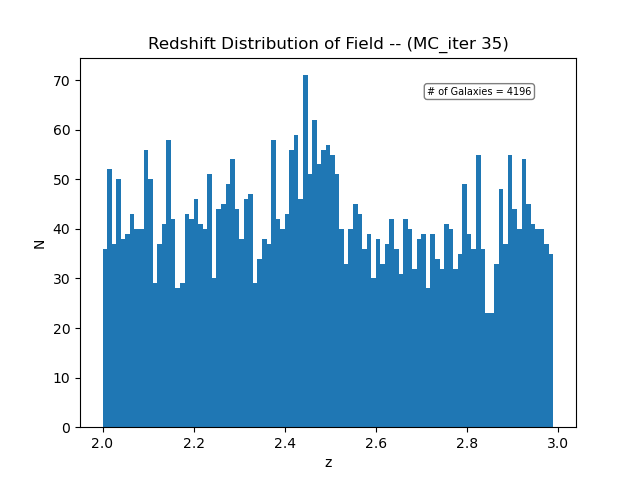 Redshift Distribution of Field -- (MC_iter 35)
# of Galaxies = 4196
70
60
50
40
30
20
10
0
N
2.0 2.2 2.4 2.6 2.8 3.0
z